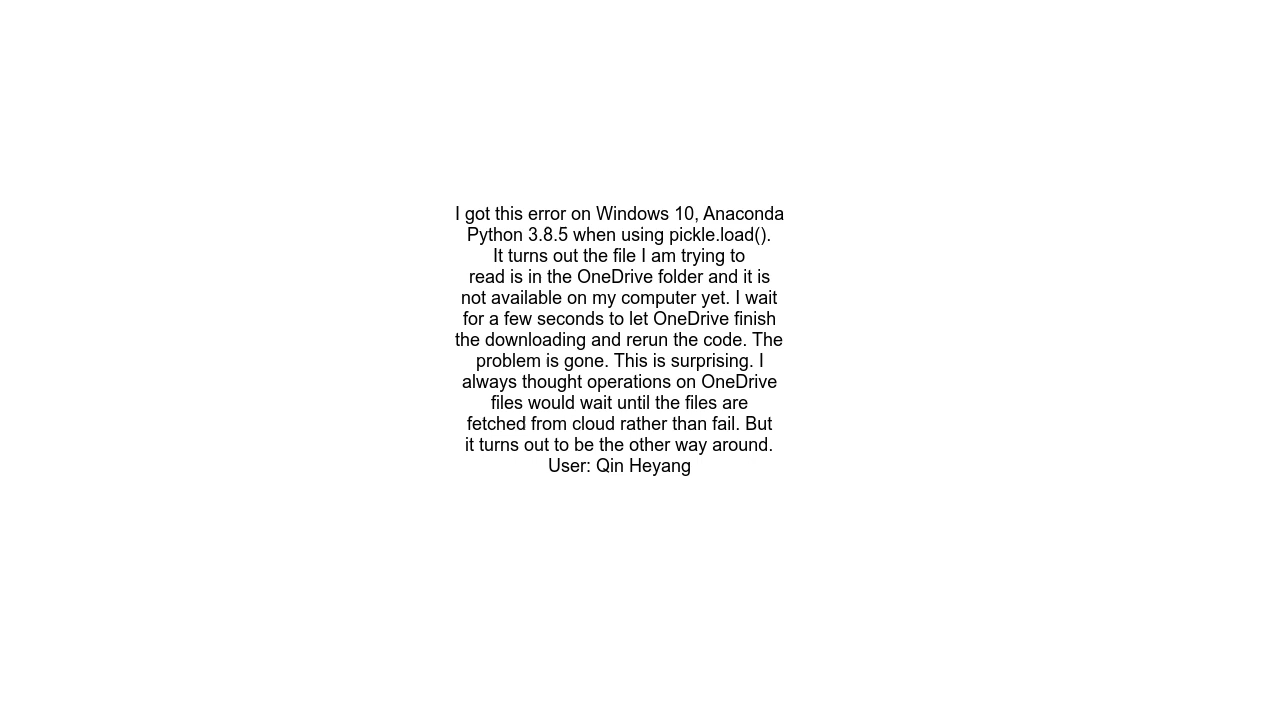 I got this error on Windows 10, Anaconda
Python 3.8.5 when using pickle.load().
It turns out the file I am trying to
read is in the OneDrive folder and it is
not available on my computer yet. I wait
for a few seconds to let OneDrive finish
the downloading and rerun the code. The
problem is gone. This is surprising. I
always thought operations on OneDrive
files would wait until the files are
fetched from cloud rather than fail. But
it turns out to be the other way around.
User: Qin Heyang